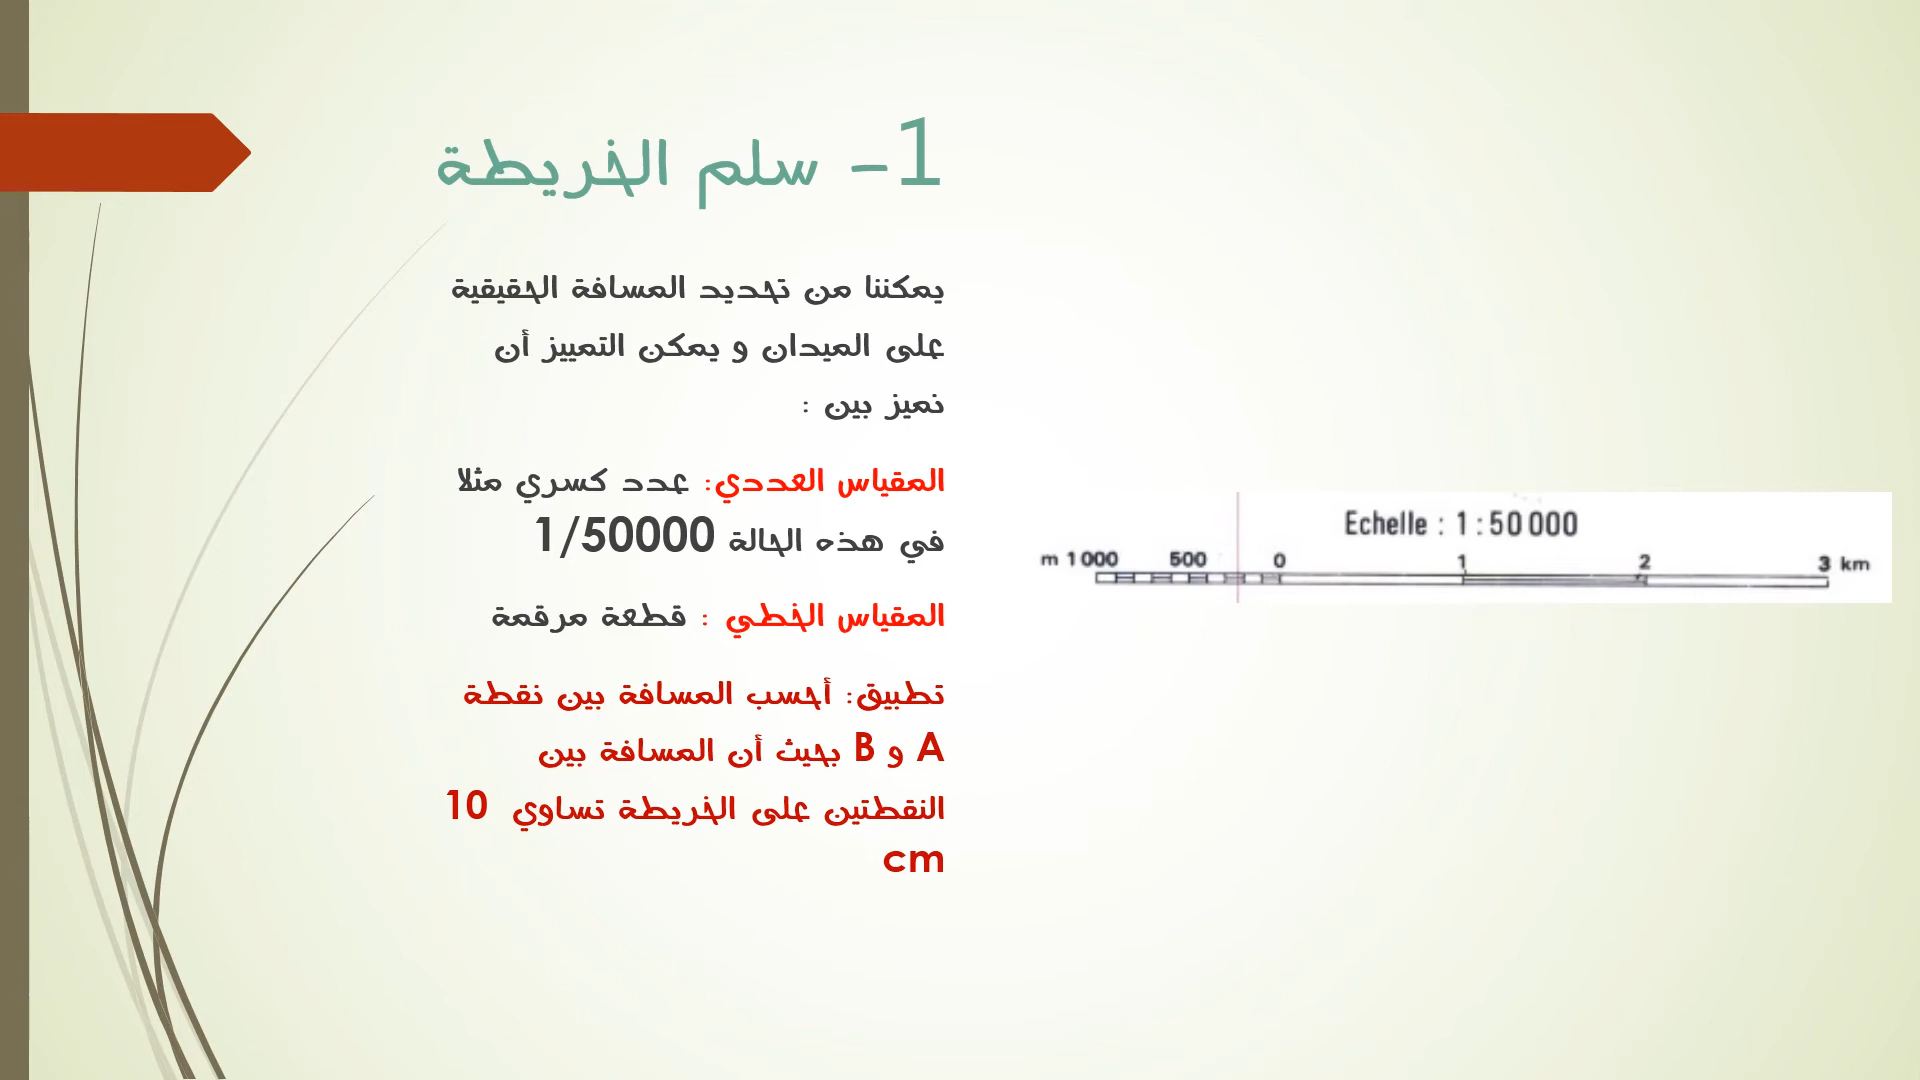 1- سلم الخريطة
يمكننا من تحديد المسافة الحقيقية
على الميدان و يمكن التمييز أن
نميز بين :
المقياس العددي: عدد كسري مثلا
في هذه الحالة 1/50000
المقياس الخطي : قطعة مرقمة
تطبيق: أحسب المسافة بين نقطة
A و B بحيث أن المسافة بين
النقطتين على الخريطة تساوي 10
cm
Echelle : 1 : 50 000
m 1 000 500 0 1 2 3 km